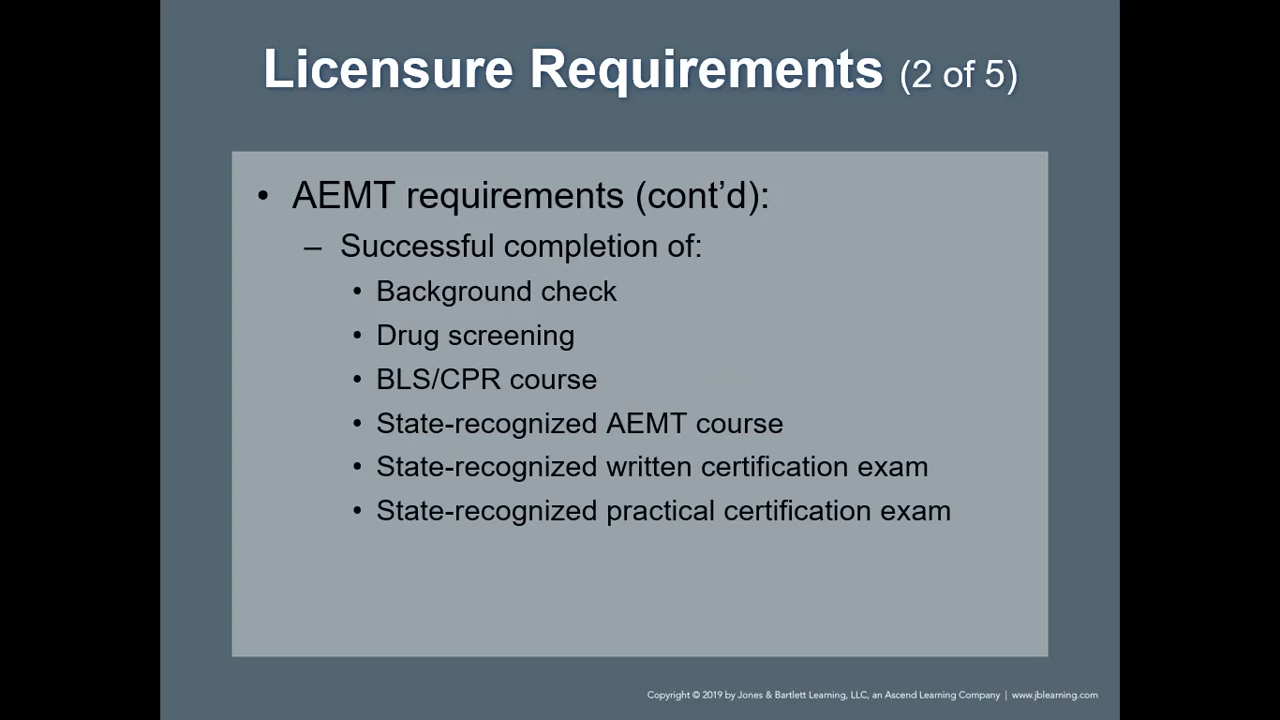 Licensure Requirements (2 of 5)
• AEMT requirements (cont’d):
– Successful completion of:
• Background check
• Drug screening
• BLS/CPR course
• State-recognized AEMT course
• State-recognized written certification exam
• State-recognized practical certification exam
Copyright © 2019 by Jones & Bartlett Learning, LLC, an Ascend Learning Company | www.jblearning.com